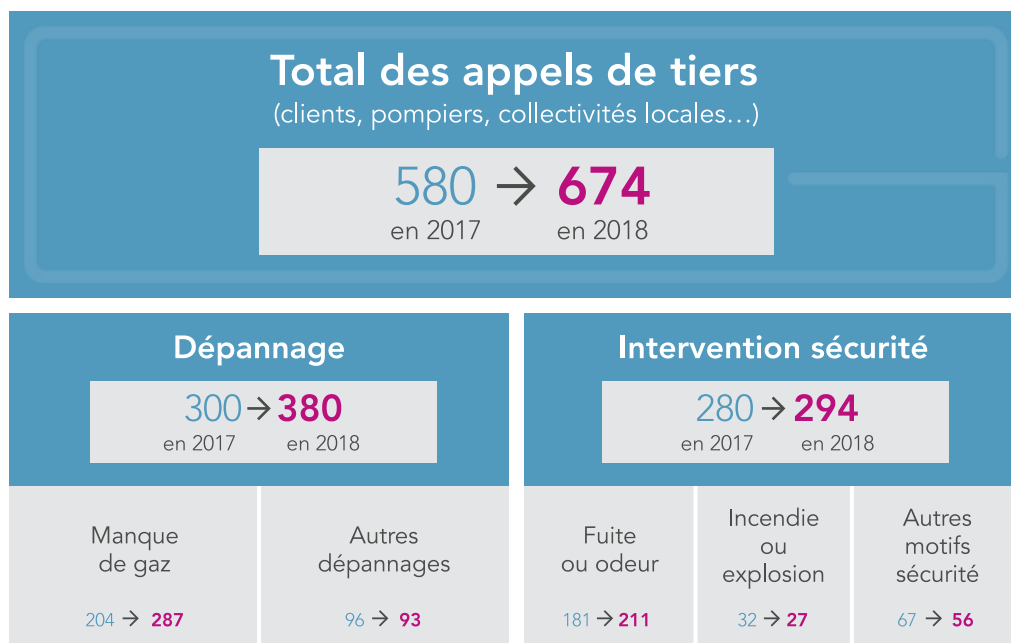 Total des appels de tiers
(clients, pompiers, collectivités locales…)
580 → 674
en 2017 en 2018
Dépannage
300 → 380
en 2017 en 2018
Manque
de gaz
204 → 287
Autres
dépannages
96 → 93
Intervention sécurité
280 → 294
en 2017 en 2018
Fuite
ou odeur
181 → 211
Incendie
ou
explosion
32 → 27
Autres
motifs
sécurité
67 → 56